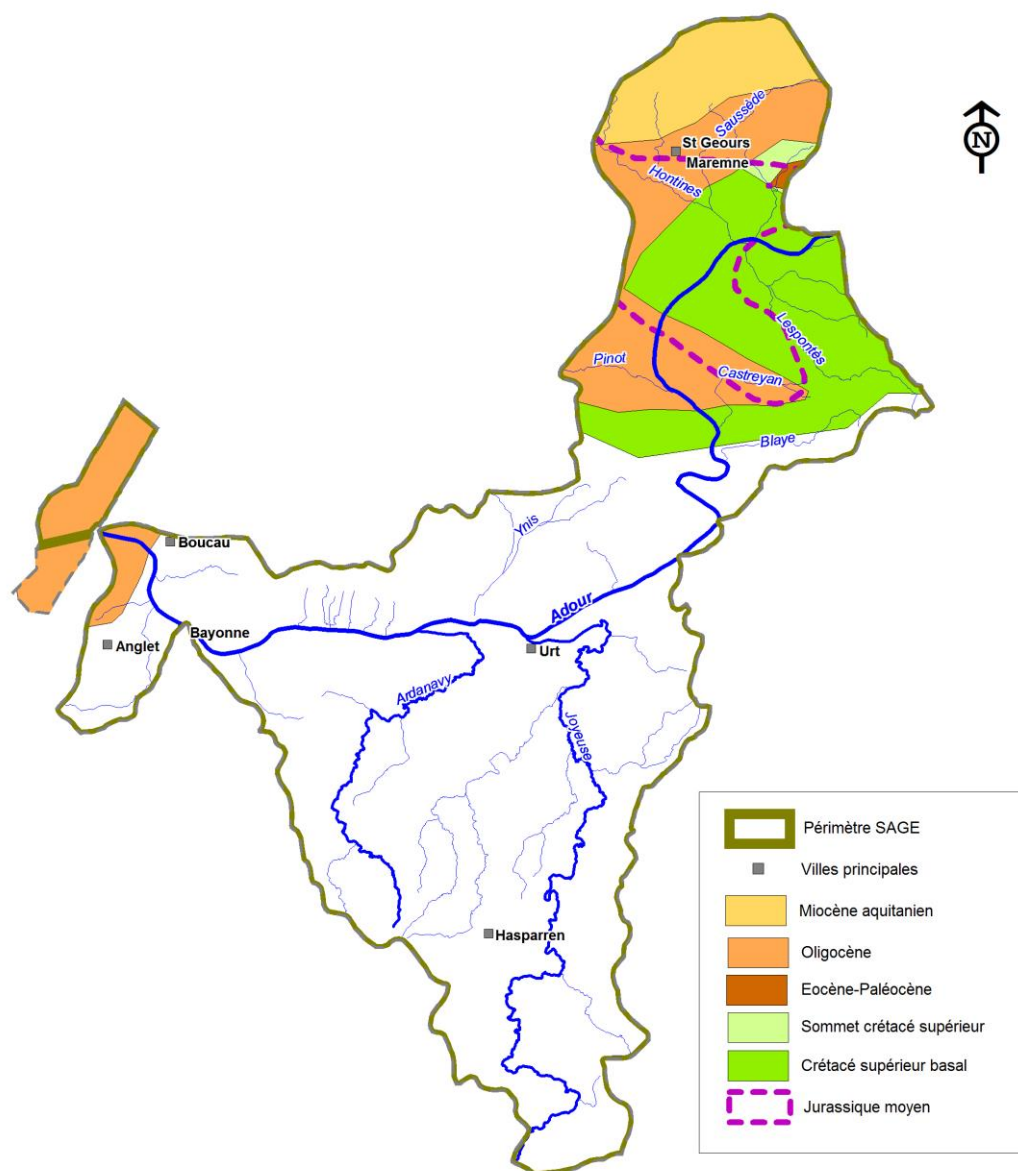 Saussède
N
St Geours
Maremne
Hontines
Lespontès
Pinot
Castreyan
Blaye
Ynis
Boucau
Adour
Bayonne
Anglet
Urt
Ardanavy
Joyeuse
Hasparren
Périmètre SAGE
Villes principales
Miocène aquitanien
Oligocène
Eocène-Paléocène
Sommet crétacé supérieur
Crétacé supérieur basal
Jurassique moyen